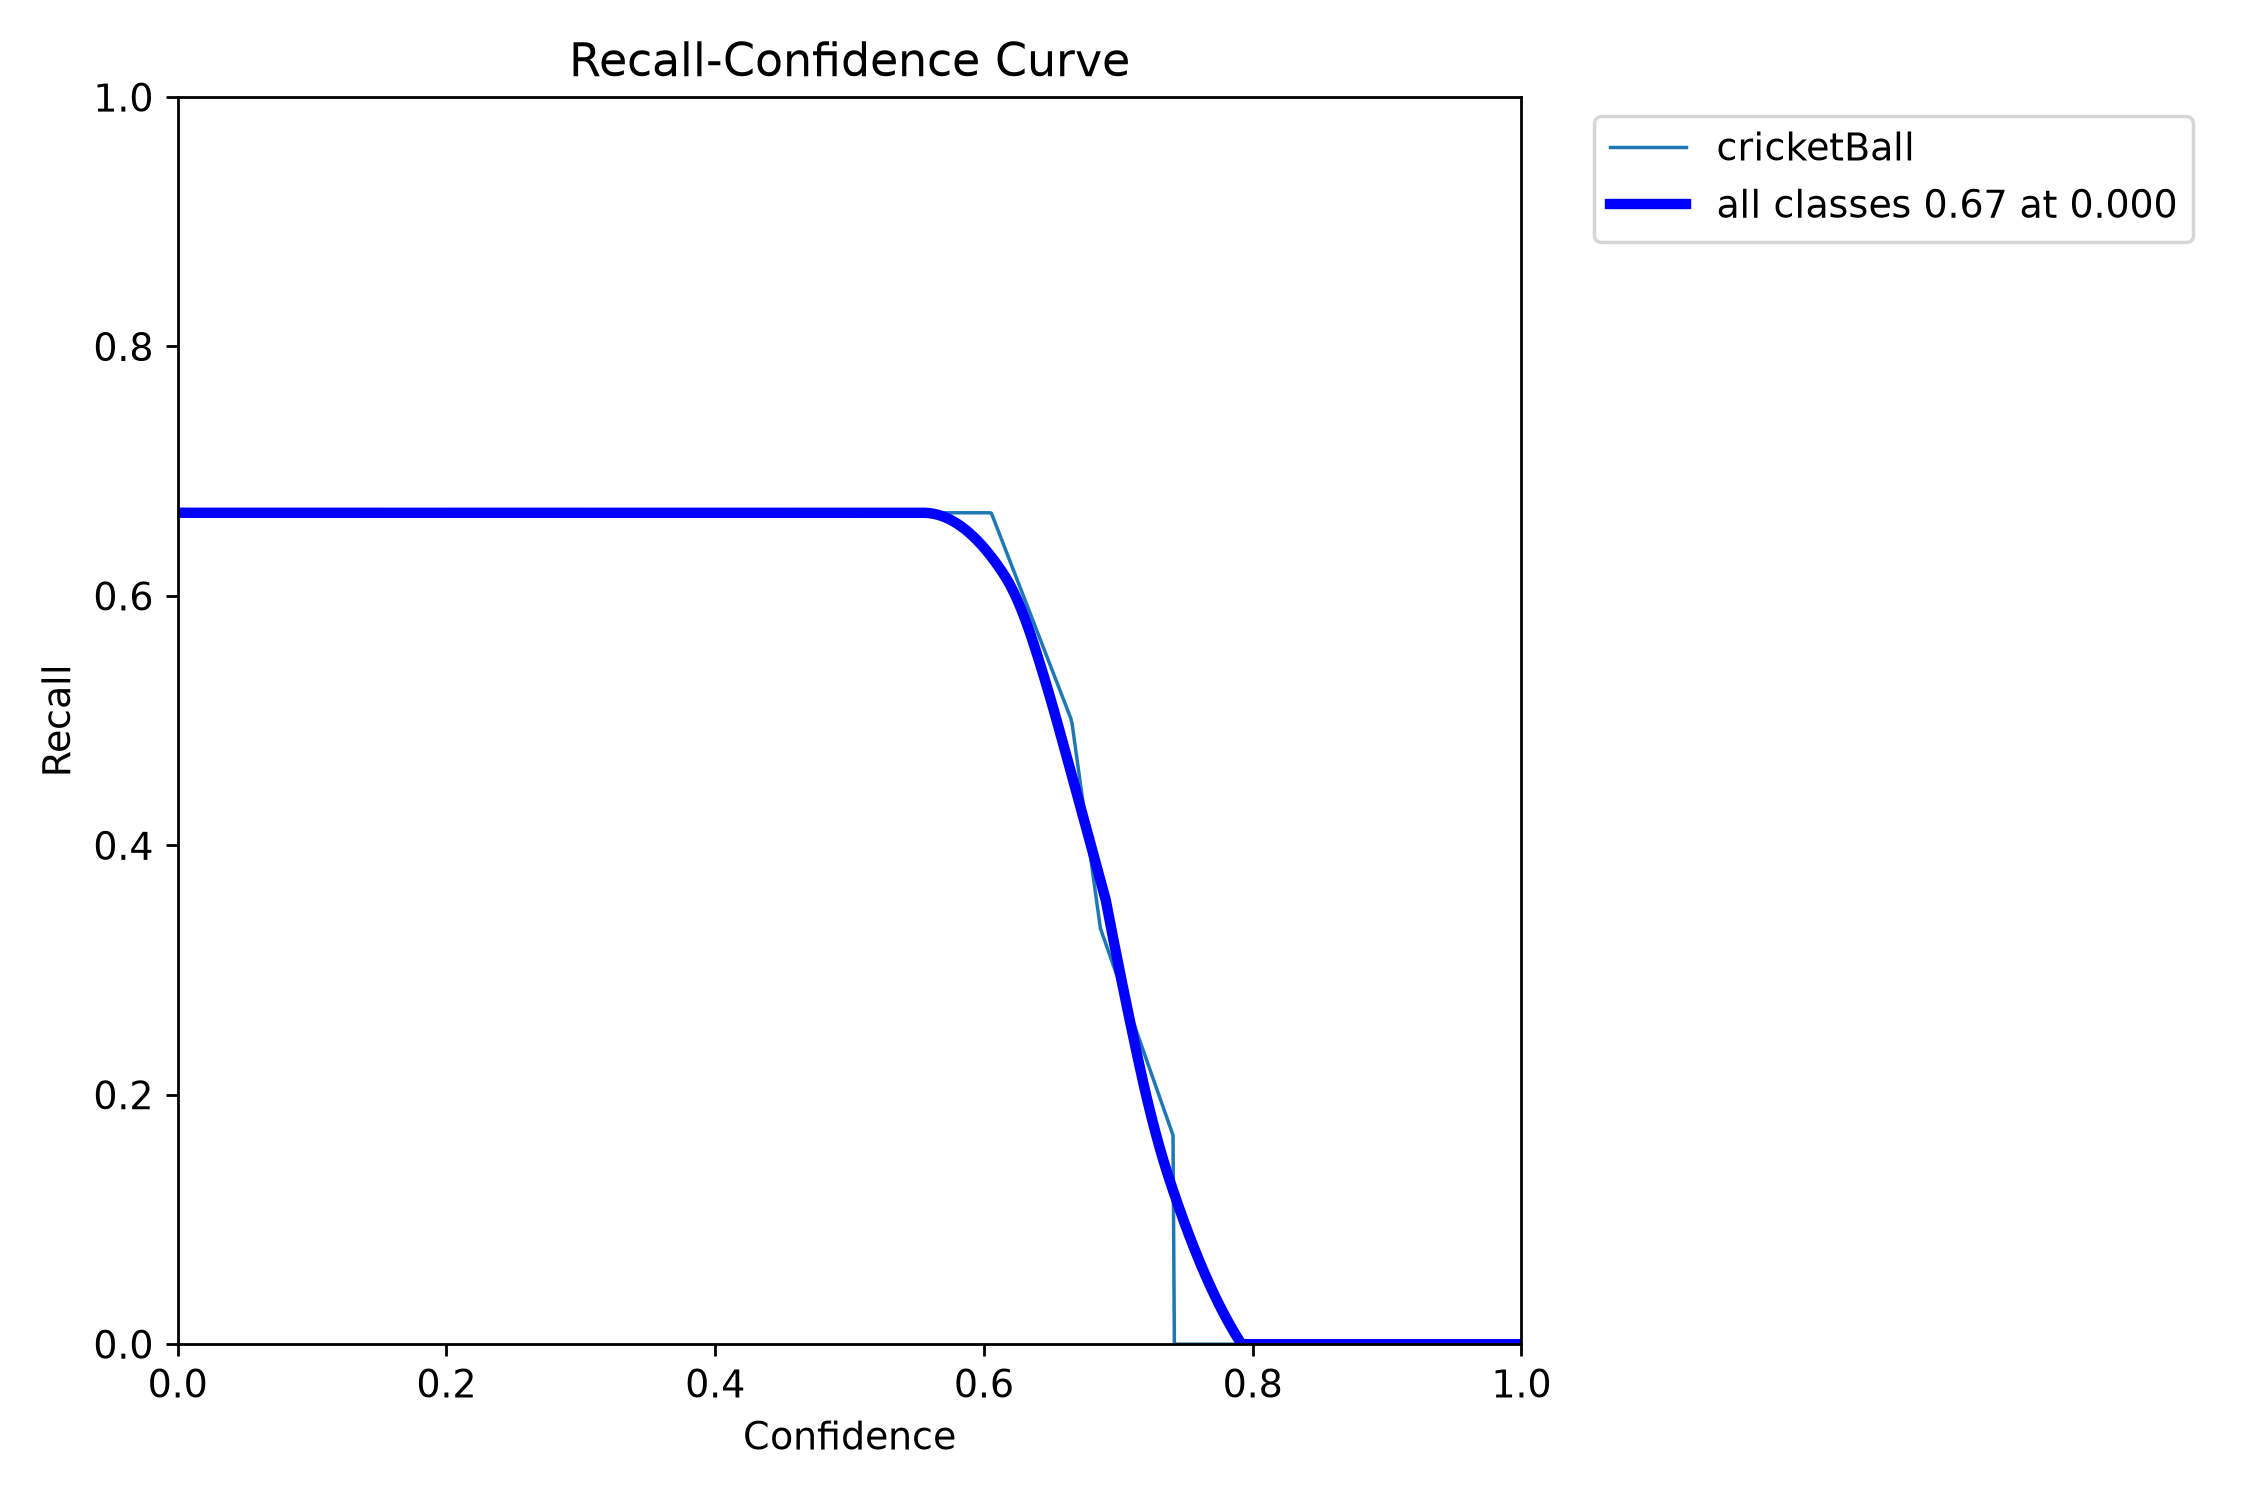 Recall-Confidence Curve
1.0
0.8
0.6
0.4
0.2
0.0
Recall
0.0 0.2 0.4 0.6 0.8 1.0
Confidence
cricketBall
all classes 0.67 at 0.000